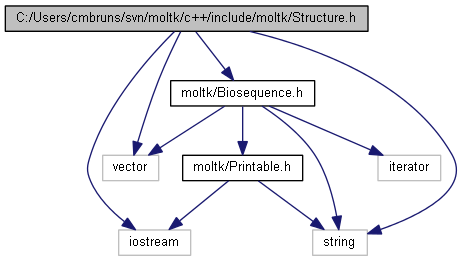 C:/Users/cmbruns/svn/moltk/c++/include/moltk/Structure.h
moltk/Biosequence.h
vector
moltk/Printable.h
iterator
iostream
string